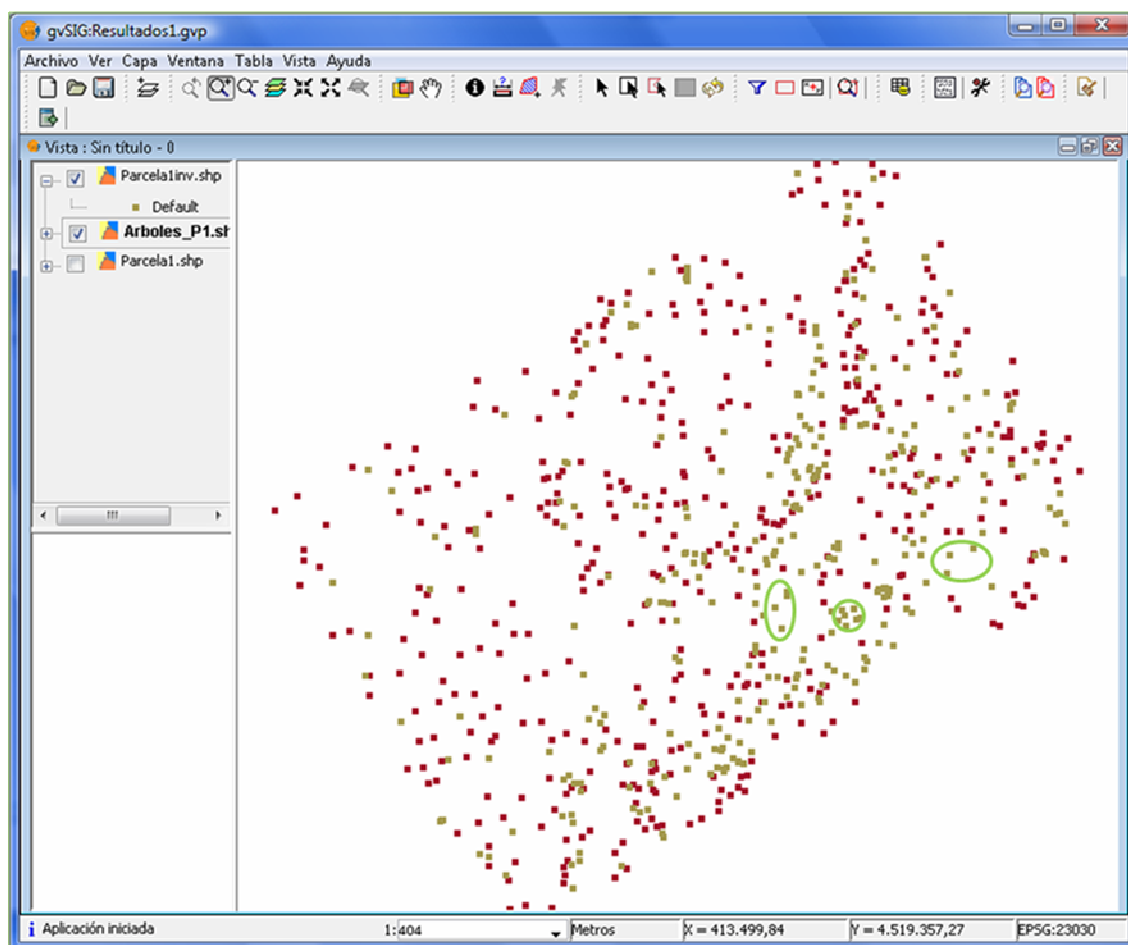 gvSIG:Resultados1.gvp
Archivo Ver Capa Ventana Tabla Vista Ayuda
Vista : Sin título - 0
Parcela1inv.shp
Default
Arboles_P1.sh
Parcela1.shp
Aplicación iniciada 1:404 Metros X = 413.499,84 Y = 4.519.357,27 EPSG:23030